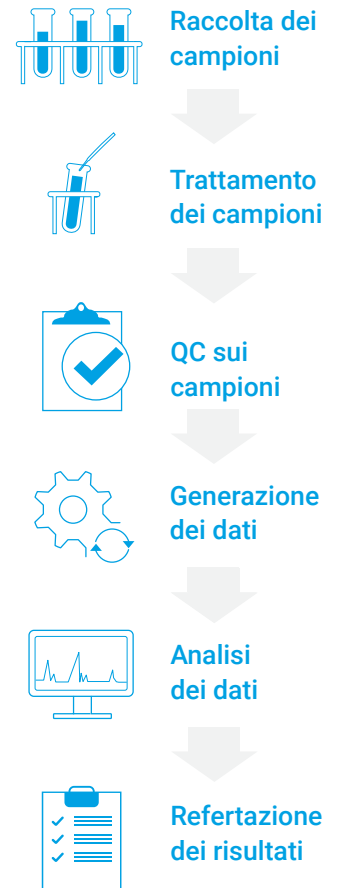 Raccolta dei
campioni
Trattamento
dei campioni
QC sui
campioni
Generazione
dei dati
Analisi
dei dati
Refertazione
dei risultati